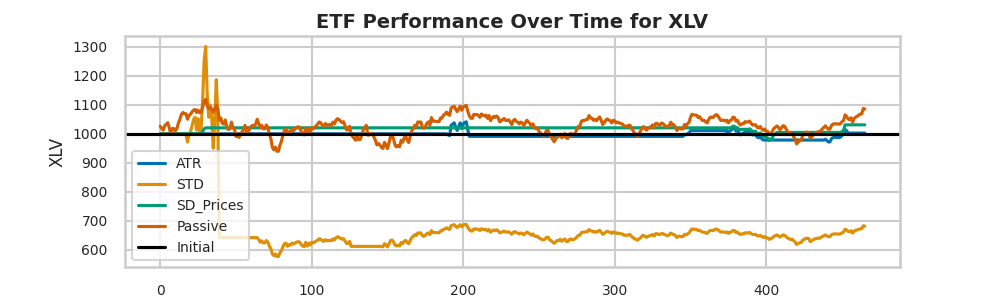 ETF Performance Over Time for XLV
XLV
1300
1200
1100
1000
900
800
700
600
ATR
STD
SD_Prices
Passive
Initial
0 100 200 300 400